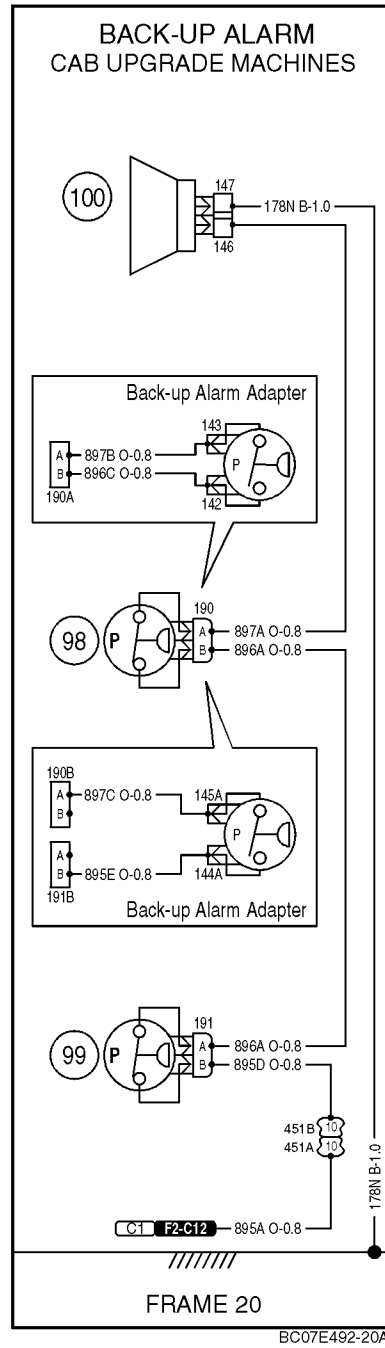 BACK-UP ALARM
CAB UPGRADE MACHINES
100
147
178N B-1.0
146
Back-up Alarm Adapter
143
A 897B O-0.8
P
B 896C O-0.8
190A
142
190
98
P
A 897A O-0.8
B 896A O-0.8
190B
A 897C O-0.8
145A
B
P
A
191B
B 895E O-0.8
144A
Back-up Alarm Adapter
191
99
P
A 896A O-0.8
B 895D O-0.8
451B 10
451A 10
178N B-1.0
C1 F2-C12 895A O-0.8
FRAME 20
BC07E492-20A